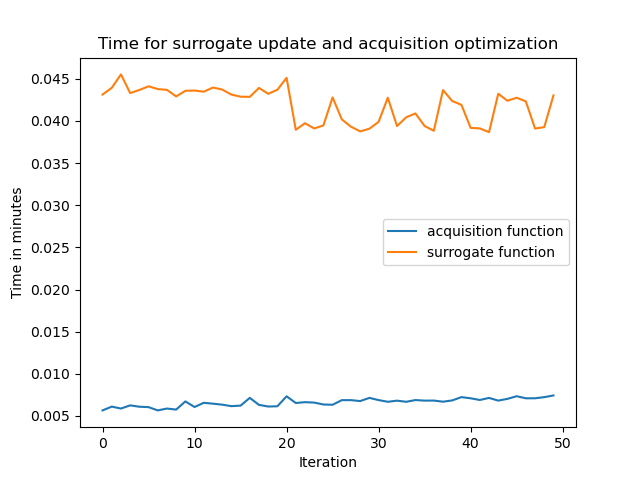 Time for surrogate update and acquisition optimization
0.045
0.040
0.035
0.030
0.025
0.020
0.015
0.010
0.005
Time in minutes
acquisition function
surrogate function
0 10 20 30 40 50
Iteration